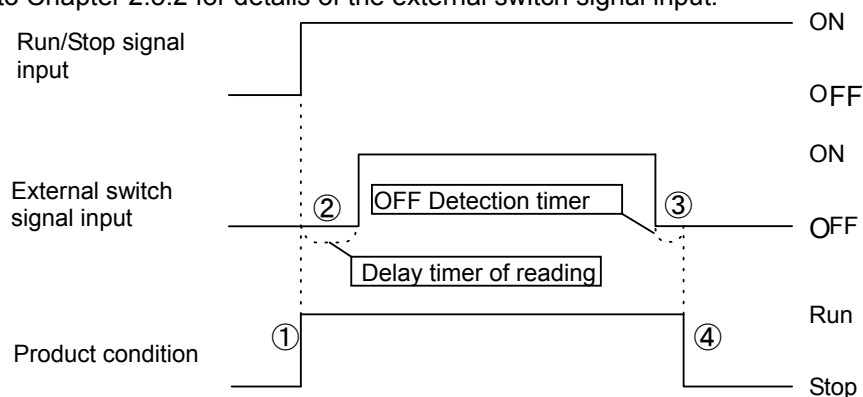 to Chapter 2.3.2 for details of the external switch signal input.
Run/Stop signal
input
ON
OFF
External switch
signal input
②
OFF Detection timer
③
ON
OFF
Delay timer of reading
Product condition
①
④
Run
Stop